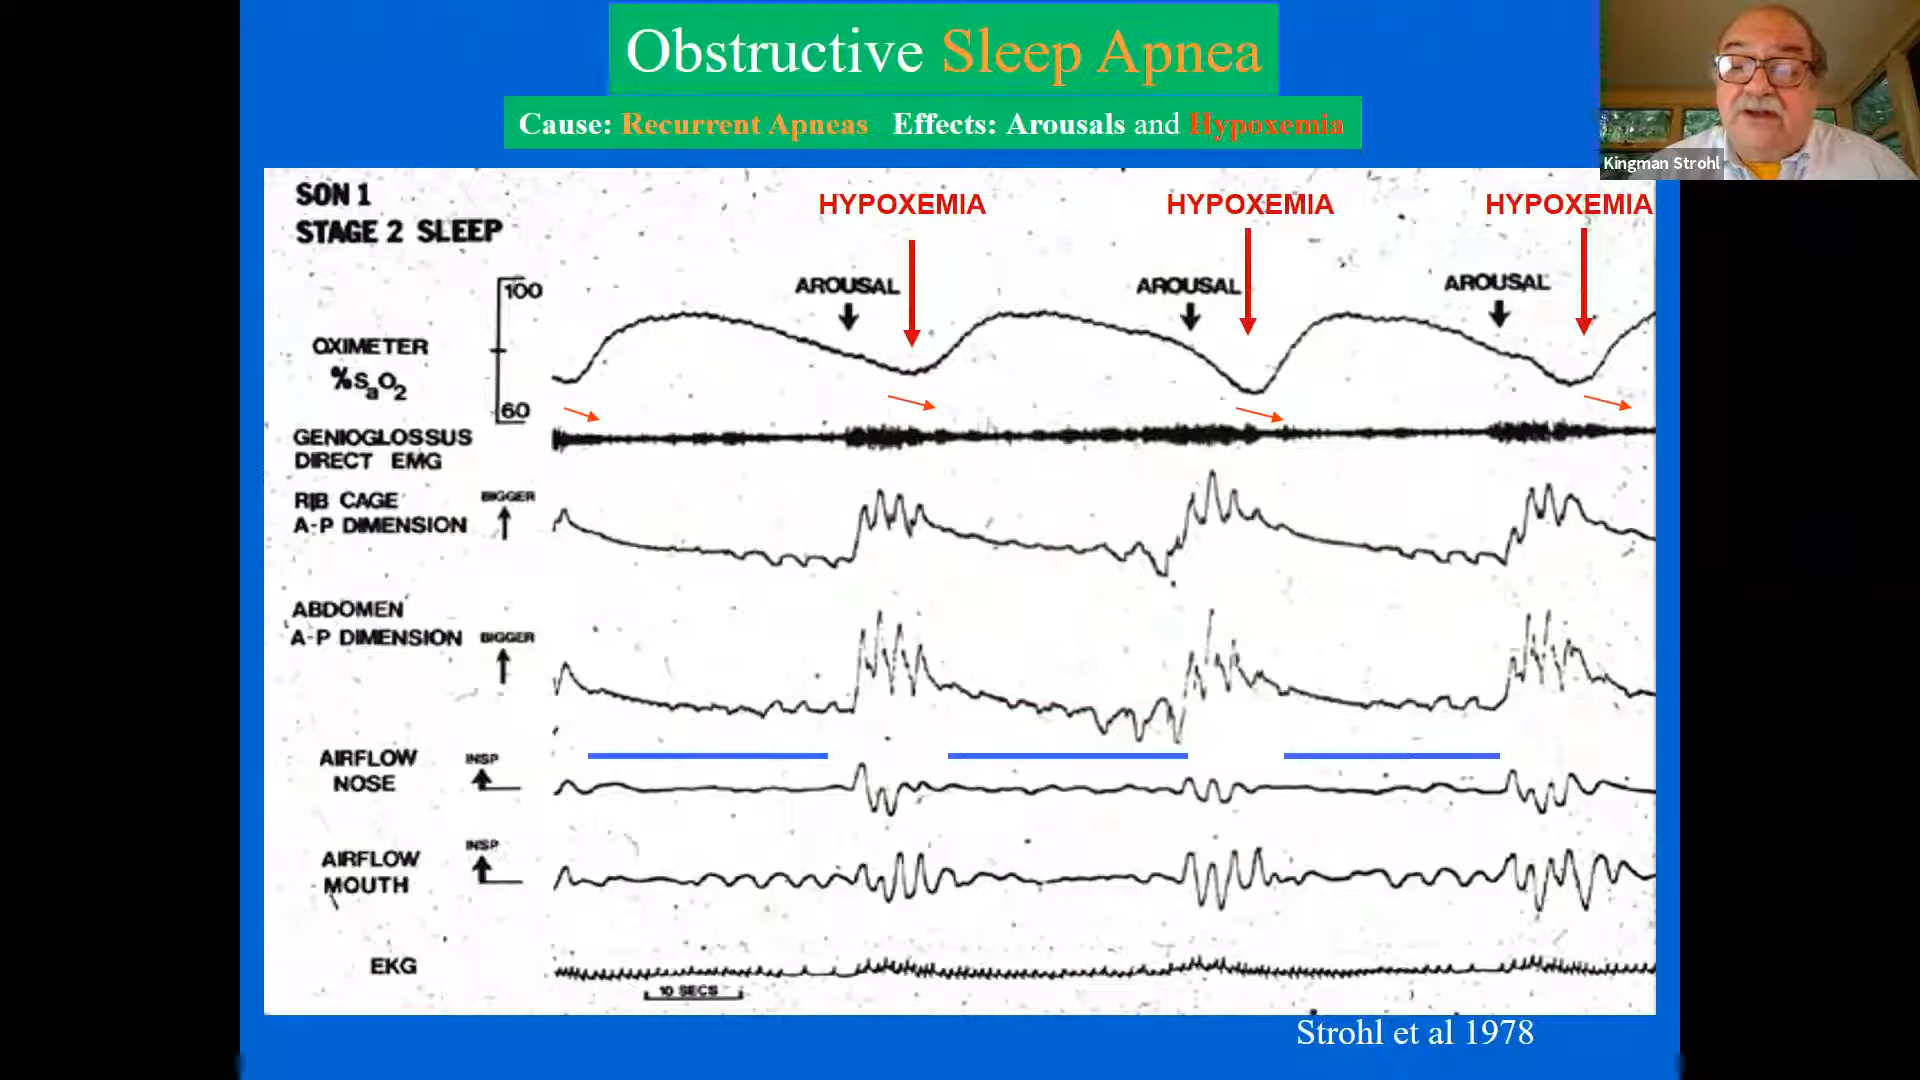 Obstructive Sleep Apnea
Cause: Recurrent Apneas Effects: Arousals and Hypoxemia
Kingman Strohl
SON 1
STAGE 2 SLEEP
HYPOXEMIA
HYPOXEMIA
HYPOXEMIA
AROUSAL
AROUSAL
AROUSAL
100
OXIMETER
%SaO2
60
GENIOGLOSSUS
DIRECT EMG
RIB CAGE
A-P DIMENSION
BIGGER
ABDOMEN
A-P DIMENSION
BIGGER
AIRFLOW
NOSE
INSP
AIRFLOW
MOUTH
INSP
EKG
10 SECS
Strohl et al 1978